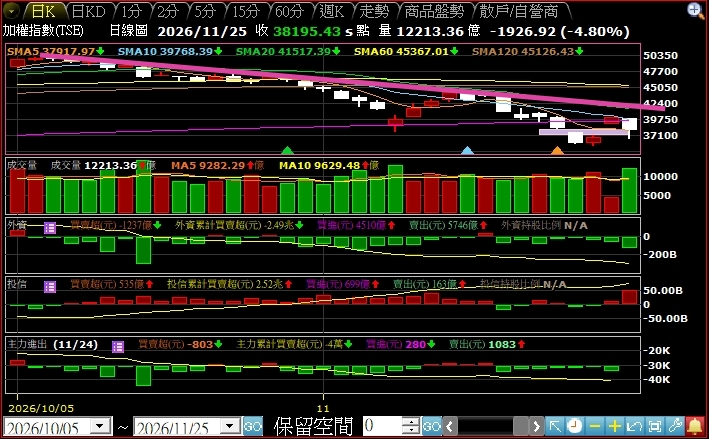 日K 日KD 1分 2分 5分 15分 60分 週K 走勢 商品盤勢 散戶/自營商
加權指數(TSE) 日線圖 2026/11/25 收 38195.43 s 點 量 12213.36 億 -1926.92 (-4.80%)
SMA5 37917.97 SMA10 39768.39 SMA20 41517.39 SMA60 45367.01 SMA120 45126.43
50350
47700
45050
42400
39750
37100
成交量 成交量 12213.36 MA5 9282.29 MA10 9629.48
10000
5000
外資 買賣超(元) -1237億 外資累計買賣超(元) -2.49兆 買進(元) 4510億 賣出(元) 5746億 外資持股比例 N/A
0
-200B
投信 買賣超(元) 535億 投信累計買賣超(元) 2.52兆 買進(元) 699億 賣出(元) 163億 投信持股比例 N/A
50.00B
0
-50.00B
主力進出 (11/24) 買賣超(元) -803 主力累計買賣超(元) -4萬 買進(元) 280 賣出(元) 1083
-20K
-30K
-40K
2026/10/05 11
2026/10/05 ~ 2026/11/25 GO 保留空間 0 GO